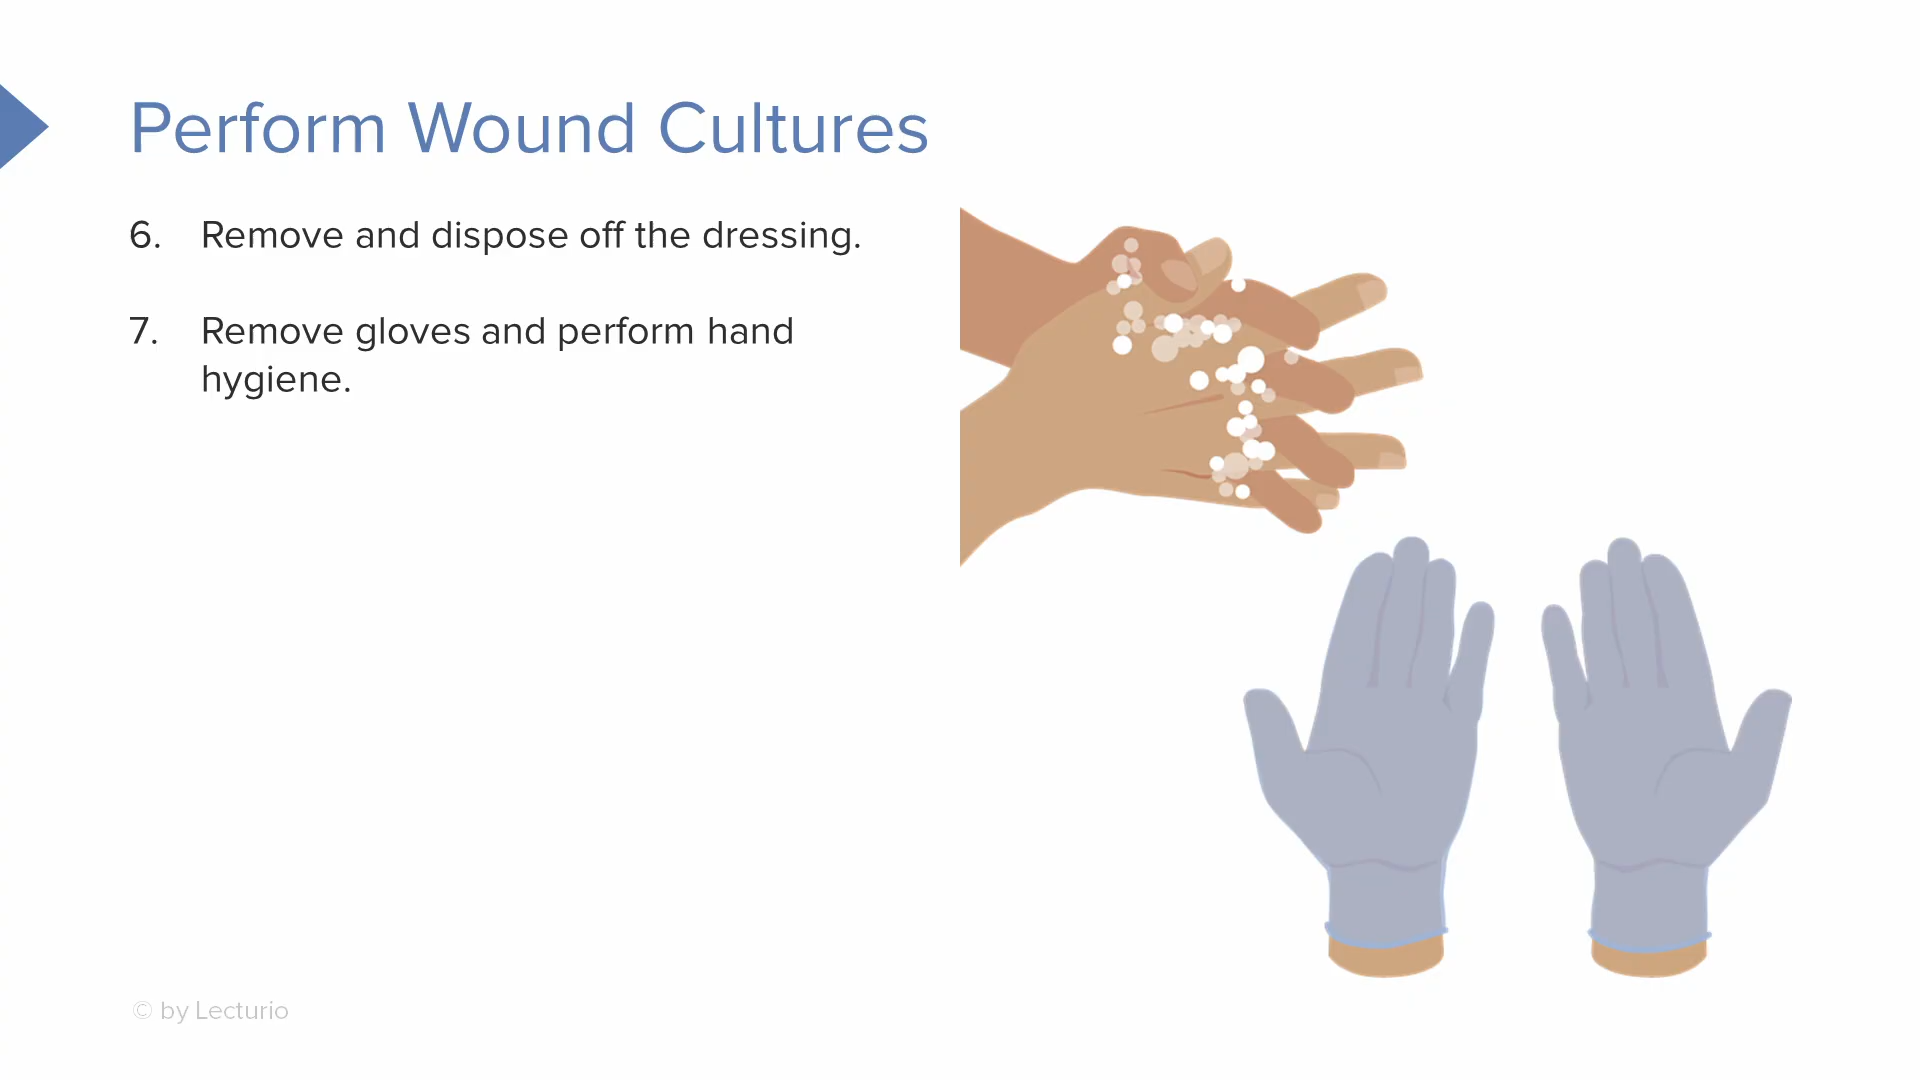 Perform Wound Cultures
6. Remove and dispose off the dressing.
7. Remove gloves and perform hand
hygiene.
© by Lecturio